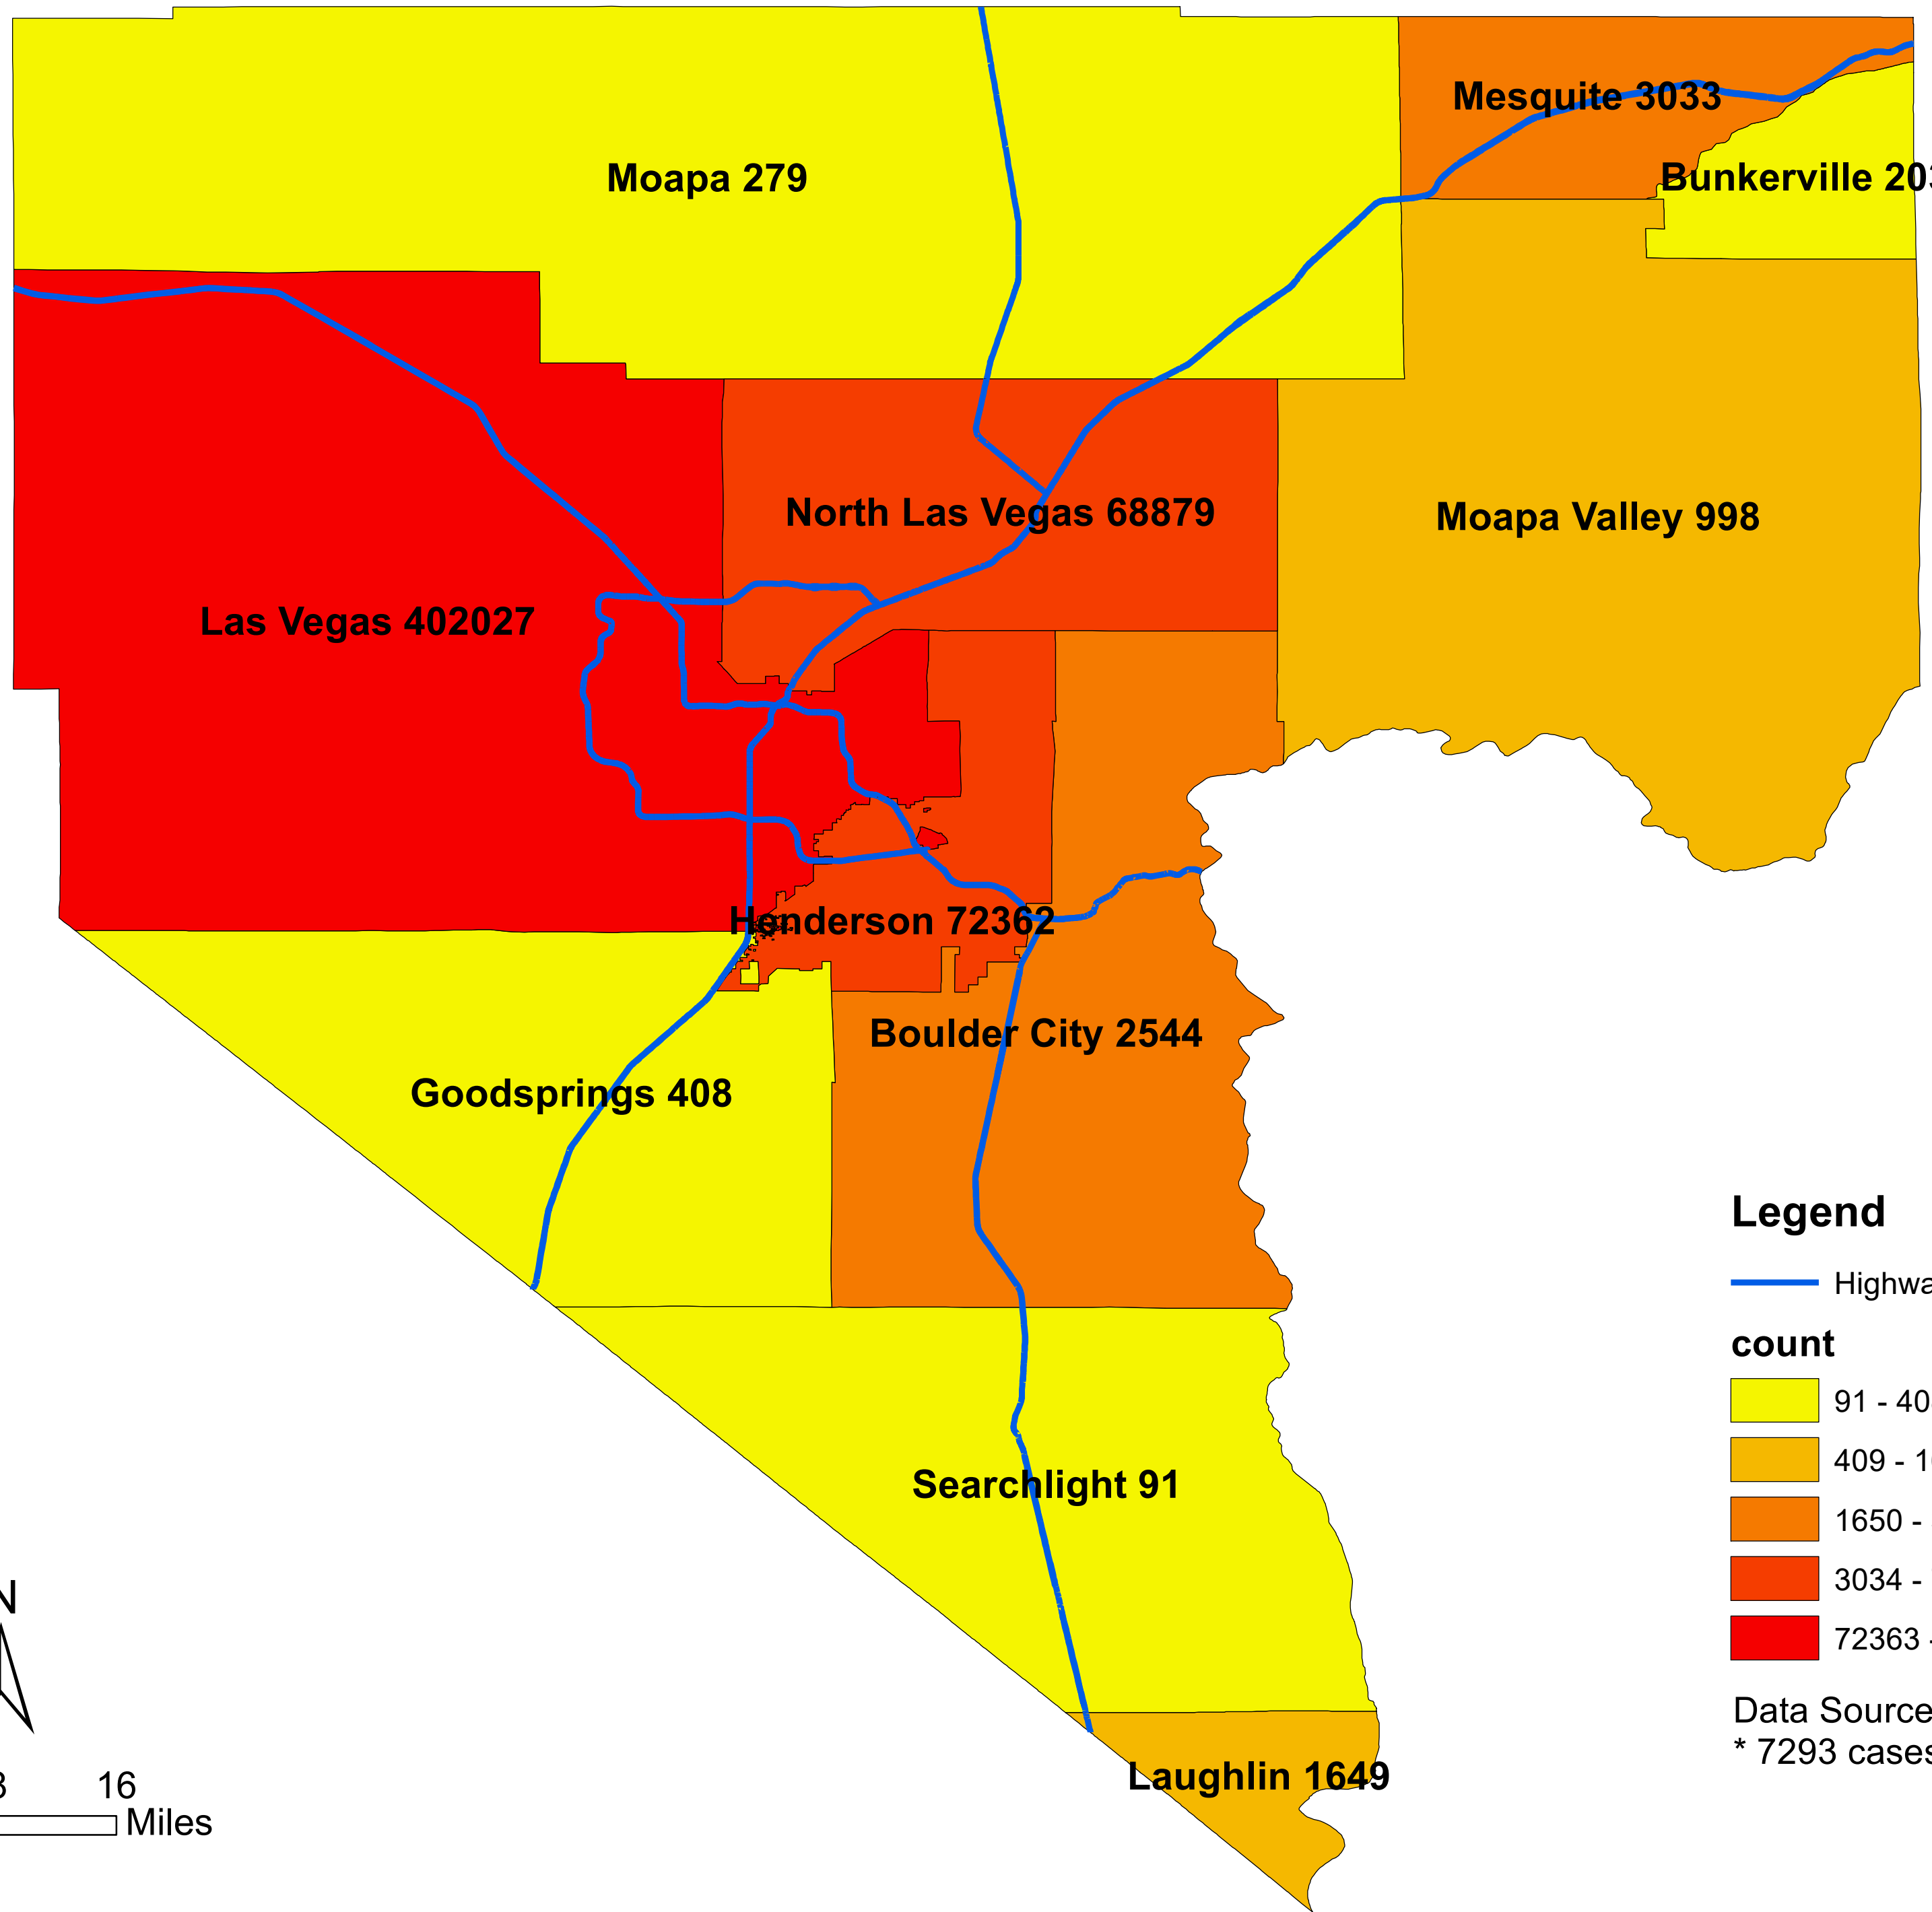 Mesquite 3033
Moapa 279
Bunkerville
North Las Vegas 68879
Moapa Valley 998
Las Vegas 402027
Henderson 72362
Boulder City 2544
Goodsprings 408
Legend
count
91 -
409 -
Searchlight 91
1650 -
3034 -
N
72363 -
Data Source
* 7293 cases
Laughlin 1649
16
Miles